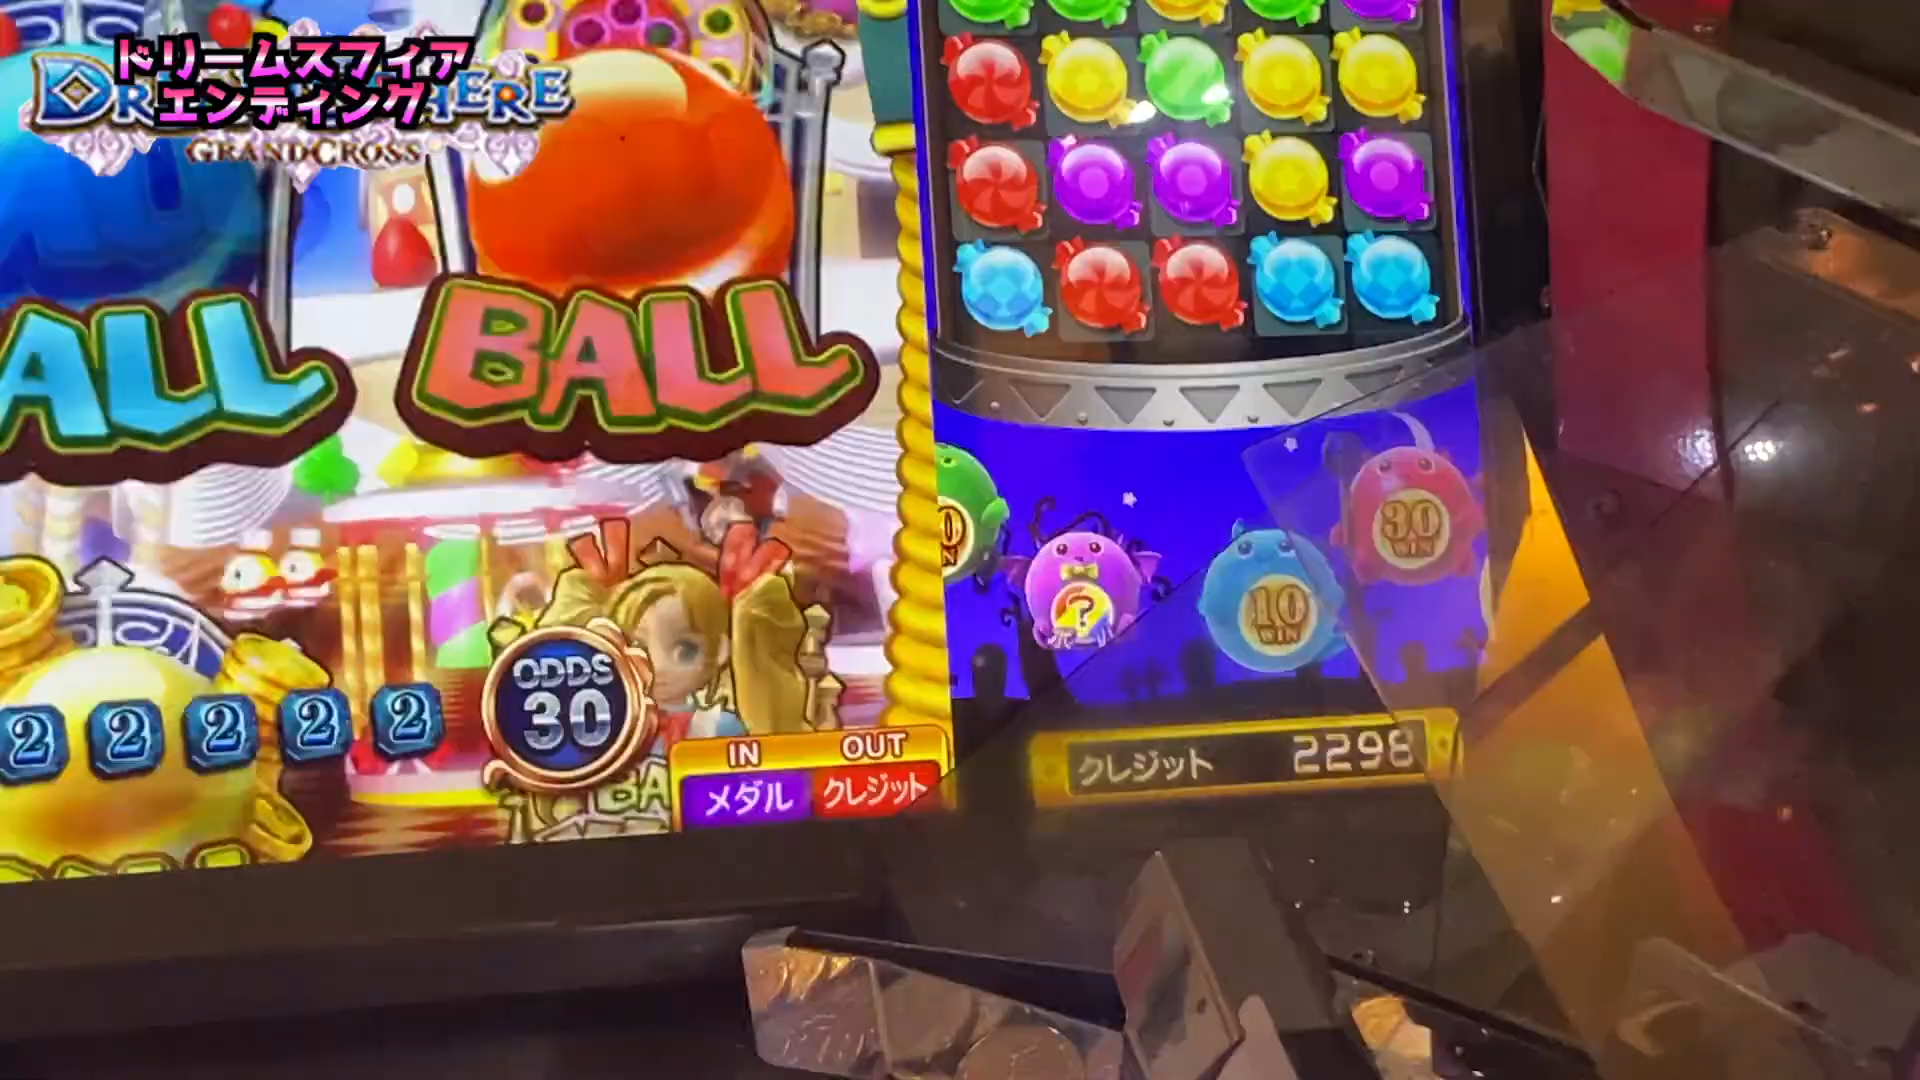 ドリームスフィア
エンディング
GRANDCROSS
ALL
BALL
30
WIN
?
10
WIN
2 2 2 2 2
ODDS
30
IN OUT
メダル クレジット
クレジット 2298